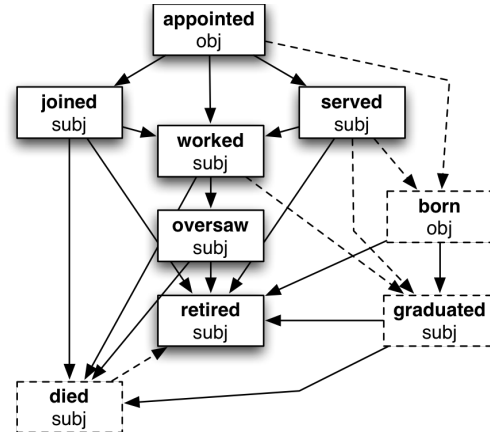 appointed
obj
joined
subj
served
subj
worked
subj
born
obj
oversaw
subj
retired
subj
graduated
subj
died
subj